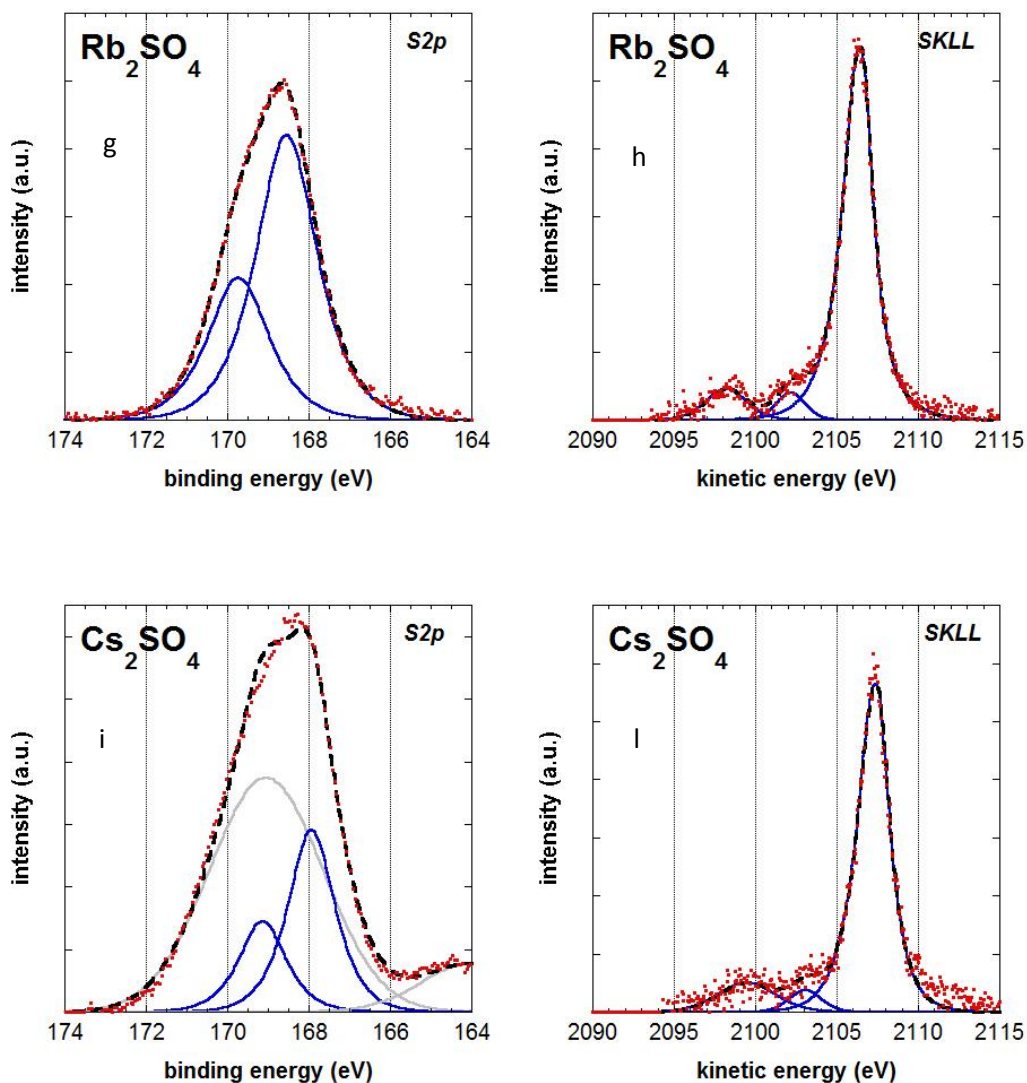 Rb₂SO₄
S2p
g
intensity (a.u.)
174 172 170 168 166 164
binding energy (eV)
Rb₂SO₄
SKLL
h
intensity (a.u.)
2090 2095 2100 2105 2110 2115
kinetic energy (eV)
Cs₂SO₄
S2p
i
intensity (a.u.)
174 172 170 168 166 164
binding energy (eV)
Cs₂SO₄
SKLL
l
intensity (a.u.)
2090 2095 2100 2105 2110 2115
kinetic energy (eV)